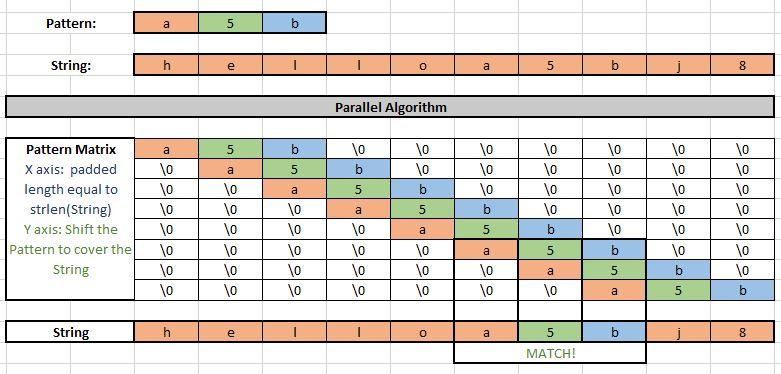 Pattern: a 5 b
String: h e l l o a 5 b j 8
Parallel Algorithm
Pattern Matrix a 5 b \0 \0 \0 \0 \0 \0 \0
X axis: padded \0 a 5 b \0 \0 \0 \0 \0 \0
length equal to \0 \0 a 5 b \0 \0 \0 \0 \0
strlen(String) \0 \0 \0 a 5 b \0 \0 \0 \0
Y axis: Shift the \0 \0 \0 \0 a 5 b \0 \0 \0
Pattern to cover the \0 \0 \0 \0 \0 a 5 b \0 \0
String \0 \0 \0 \0 \0 \0 a 5 b \0
\0 \0 \0 \0 \0 \0 \0 a 5 b
String h e l l o a 5 b j 8
MATCH!